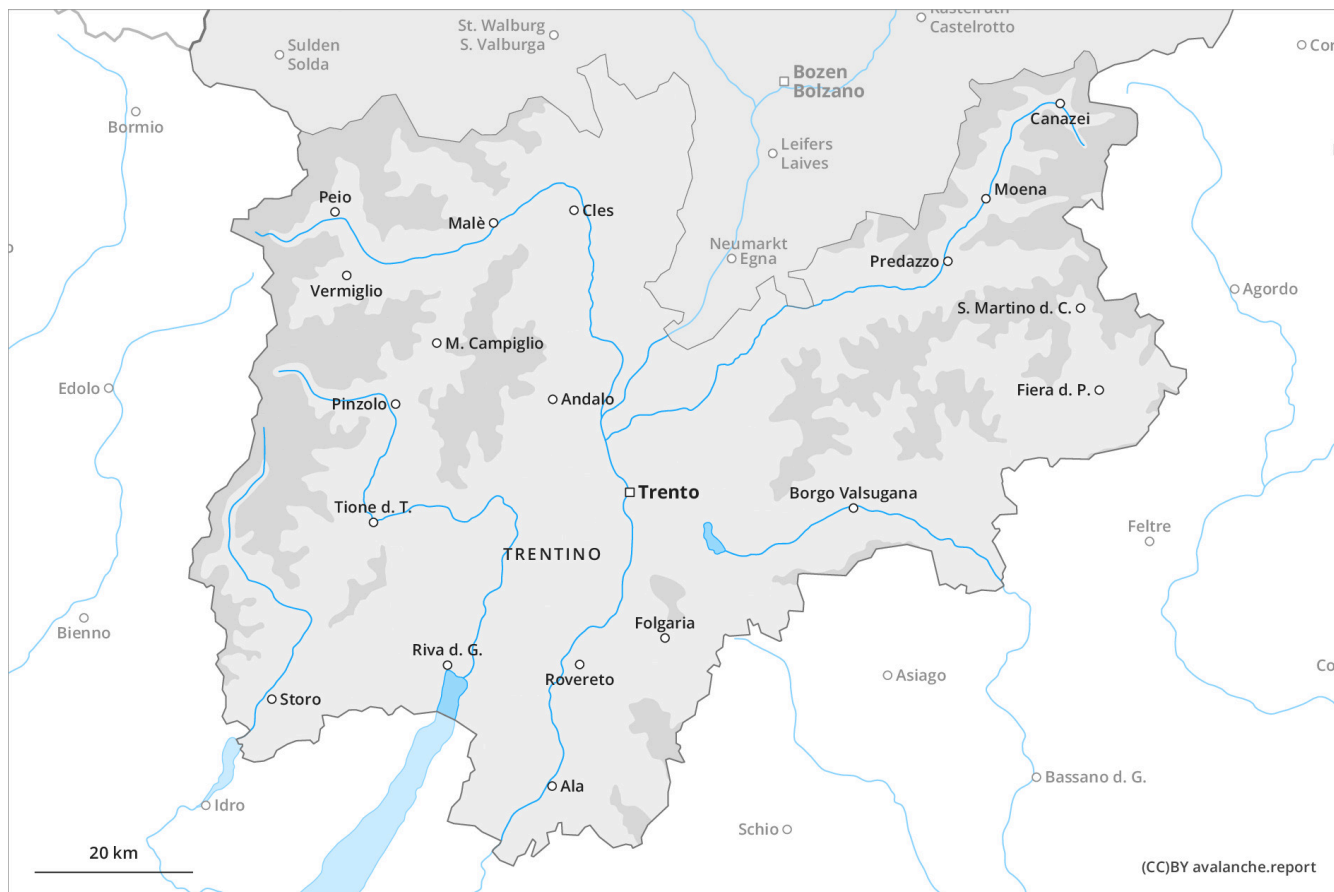 Kastelruth
Castelrotto
St. Walburg
S. Valburga
Sulden
Solda
Bozen
Bolzano
Bormio
Canazei
Leifers
Laives
Peio
Moena
Malè
Cles
Neumarkt
Egna
Predazzo
Vermiglio
Agordo
S. Martino d. C.
M. Campiglio
Edolo
Pinzolo
Andalo
Fiera d. P.
Trento
Borgo Valsugana
Tione d. T.
Feltre
TRENTINO
Bienno
Folgaria
Riva d. G.
Rovereto
Asiago
Storo
Ala
Bassano d. G.
Idro
Schio
20 km
(CC)BY avalanche.report